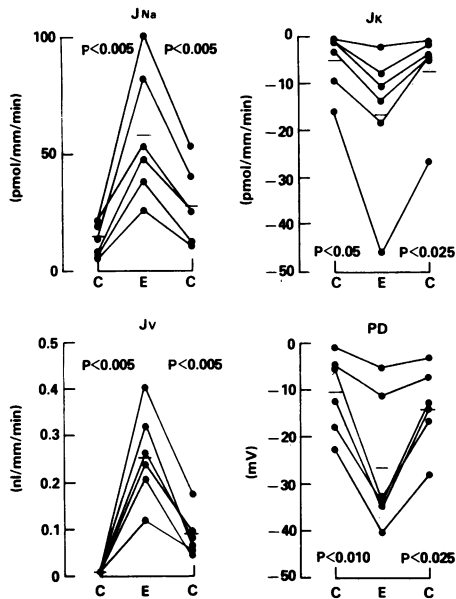 JNa
P<0.005 P<0.005
100
50
0
(pmol/mm/min)
C E C
JK
0
−10
−20
−30
−40
−50
(pmol/mm/min)
P<0.05 P<0.025
C E C
JV
P<0.005 P<0.005
0.5
0.4
0.3
0.2
0.1
0
(nl/mm/min)
C E C
PD
0
−10
−20
−30
−40
−50
(mV)
P<0.010 P<0.025
C E C